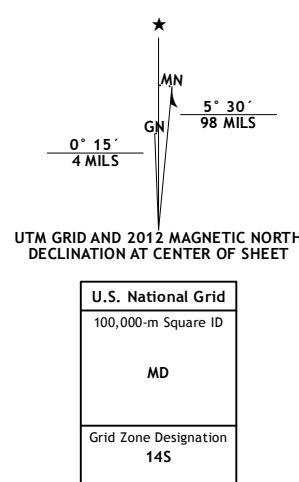 MN
5° 30´
98 MILS
GN
0° 15´
4 MILS
UTM GRID AND 2012 MAGNETIC NORTH
DECLINATION AT CENTER OF SHEET
U.S. National Grid
100,000-m Square ID
MD
Grid Zone Designation
14S